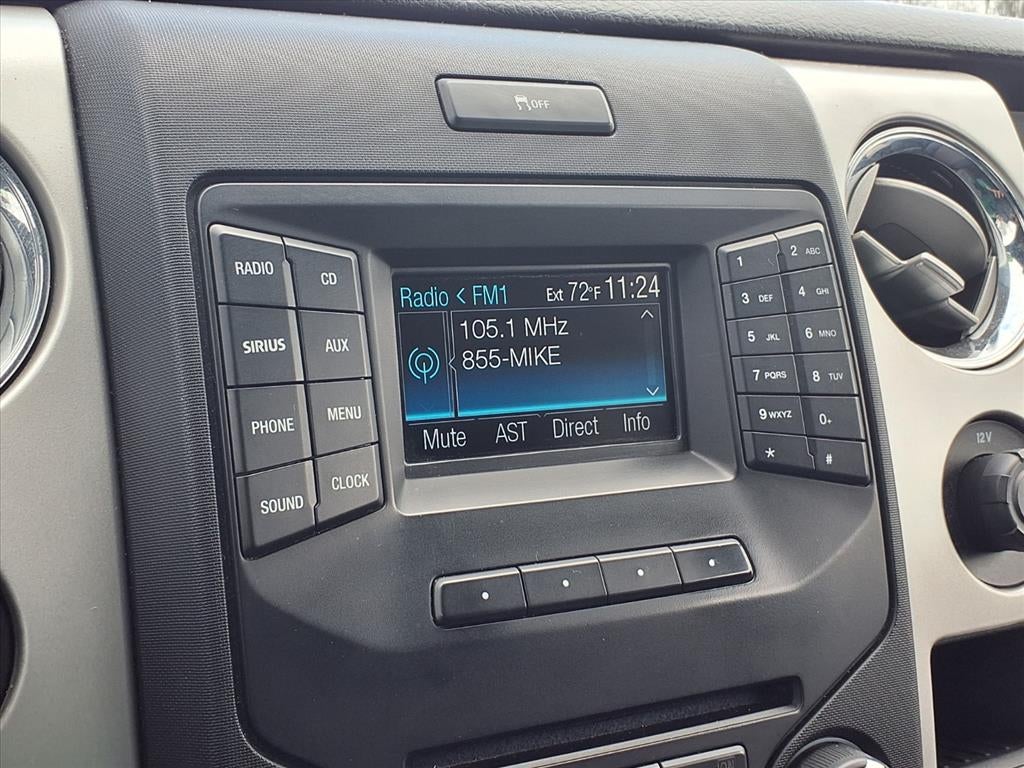 OFF
RADIO CD
SIRIUS AUX
PHONE MENU
SOUND CLOCK
Radio < FM1 Ext 72°F 11:24
105.1 MHz
855-MIKE
Mute AST Direct Info
1 2 ABC
3 DEF 4 GHI
5 JKL 6 MNO
7 PQRS 8 TUV
9 WXYZ 0+
* #
12V
ON